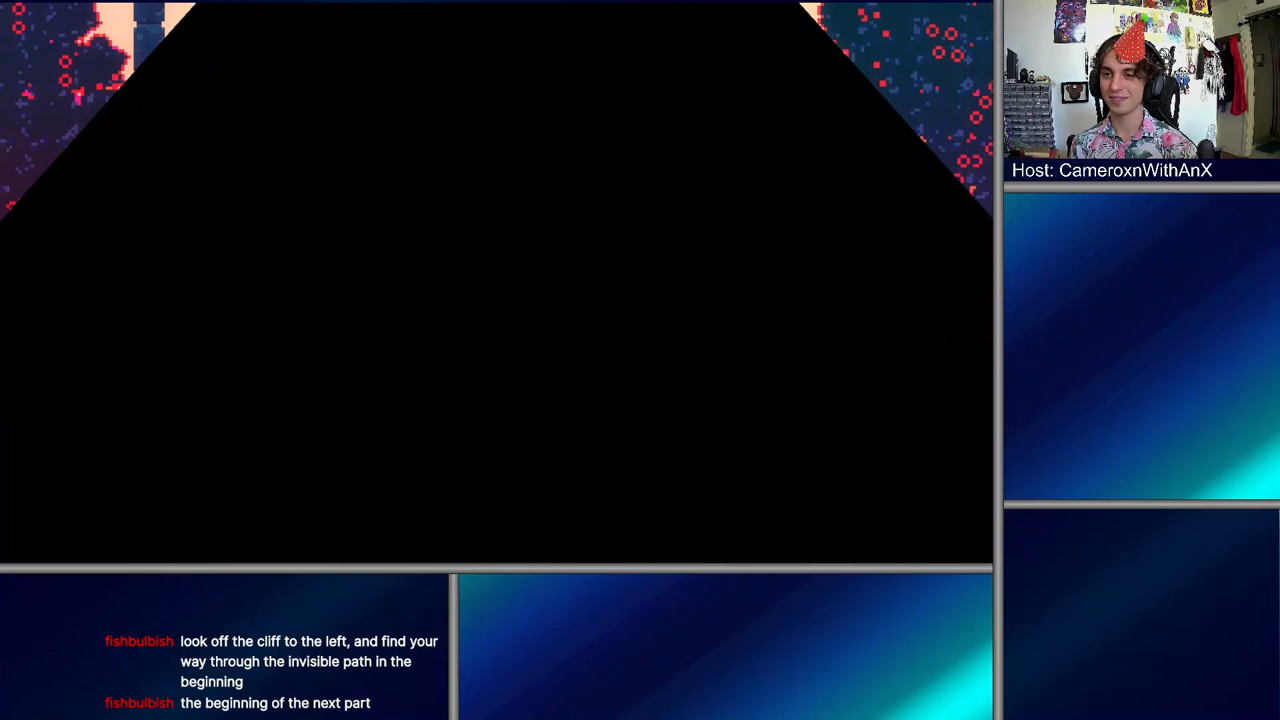 Host: CameroxnWithAnX
fishbulbish look off the cliff to the left, and find your
way through the invisible path in the
beginning
fishbulbish the beginning of the next part